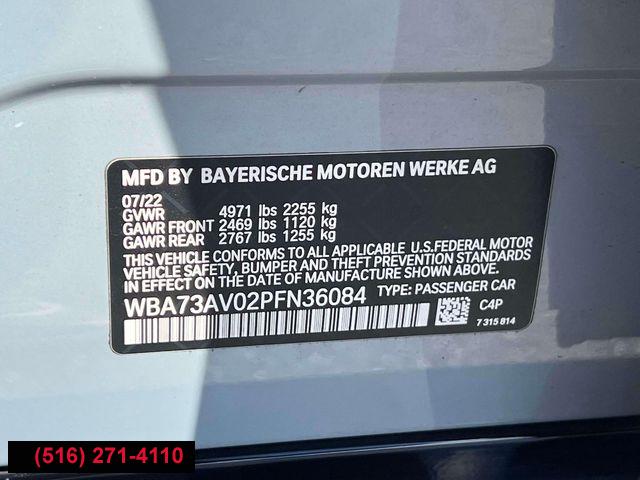 MFD BY BAYERISCHE MOTOREN WERKE AG
07/22
GVWR 4971 lbs 2255 kg
GAWR FRONT 2469 lbs 1120 kg
GAWR REAR 2767 lbs 1255 kg
THIS VEHICLE CONFORMS TO ALL APPLICABLE U.S.FEDERAL MOTOR
VEHICLE SAFETY, BUMPER AND THEFT PREVENTION STANDARDS
IN EFFECT ON THE DATE OF MANUFACTURE SHOWN ABOVE.
WBA73AV02PFN36084 TYPE: PASSENGER CAR
C4P
7 315 814
(516) 271-4110